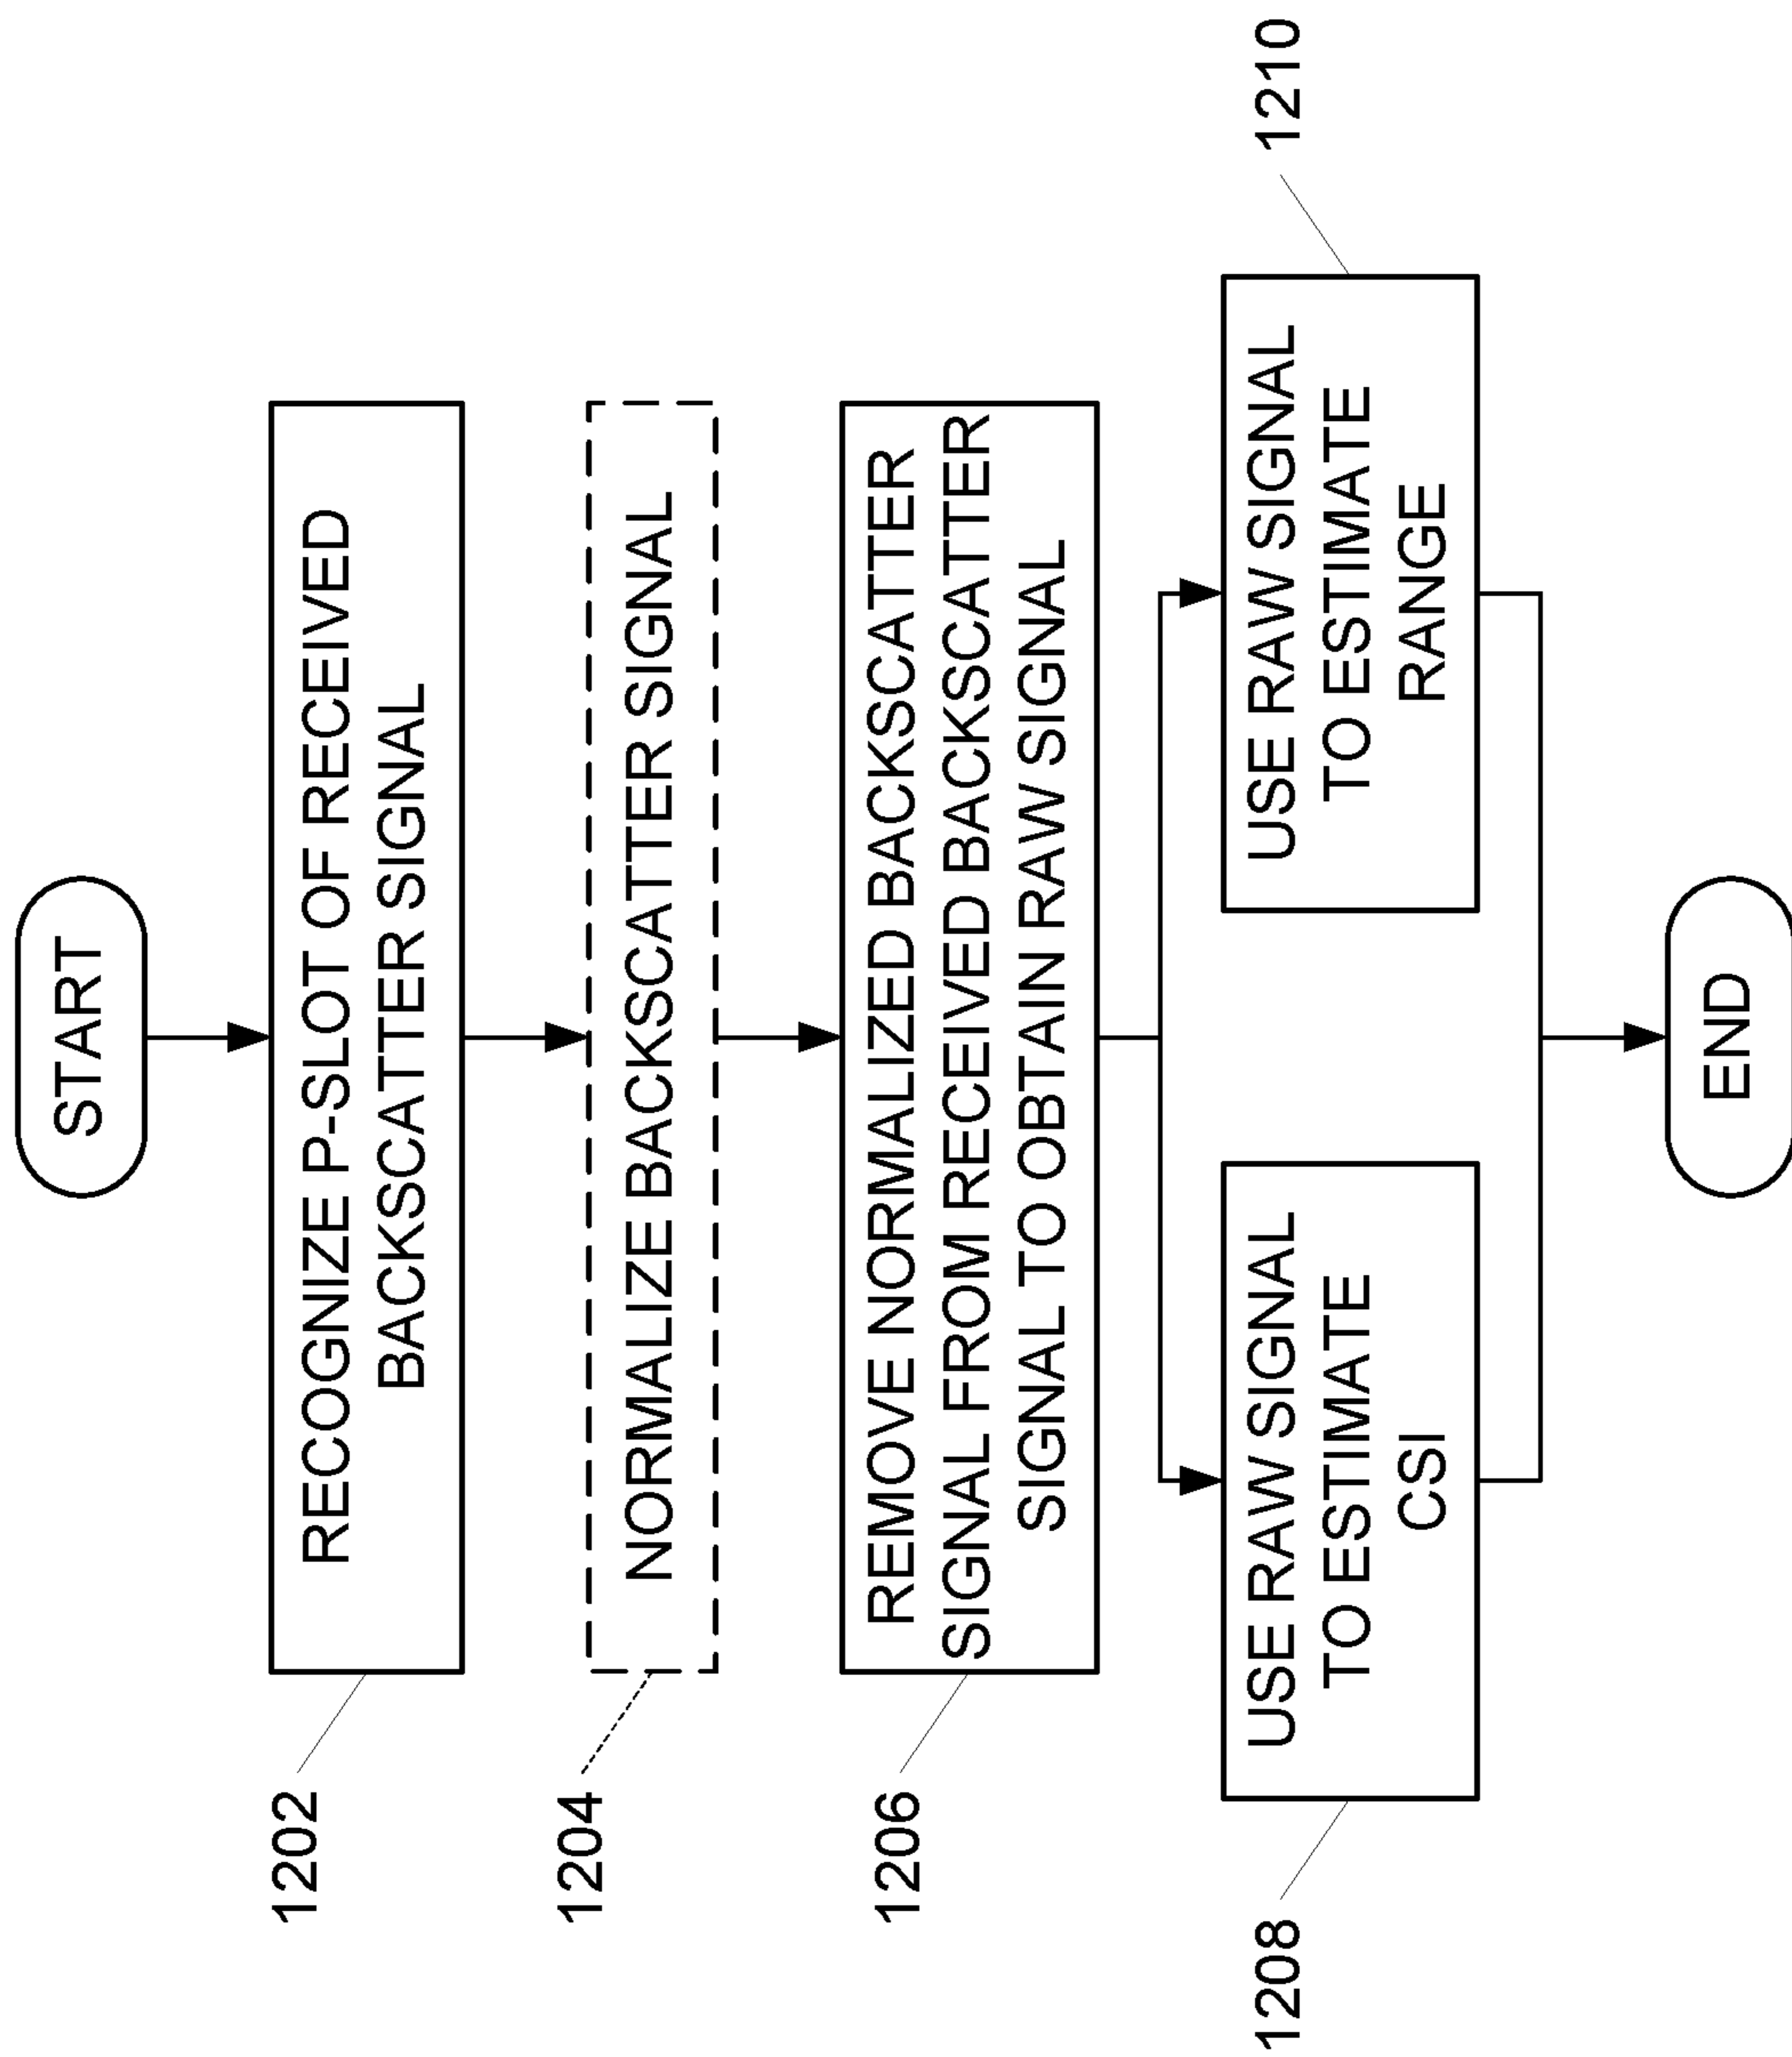 START
1202
RECOGNIZE P-SLOT OF RECEIVED
BACKSCATTER SIGNAL
1204
NORMALIZE BACKSCATTER SIGNAL
1206
REMOVE NORMALIZED BACKSCATTER
SIGNAL FROM RECEIVED BACKSCATTER
SIGNAL TO OBTAIN RAW SIGNAL
1208
USE RAW SIGNAL
TO ESTIMATE
CSI
1210
USE RAW SIGNAL
TO ESTIMATE
RANGE
END